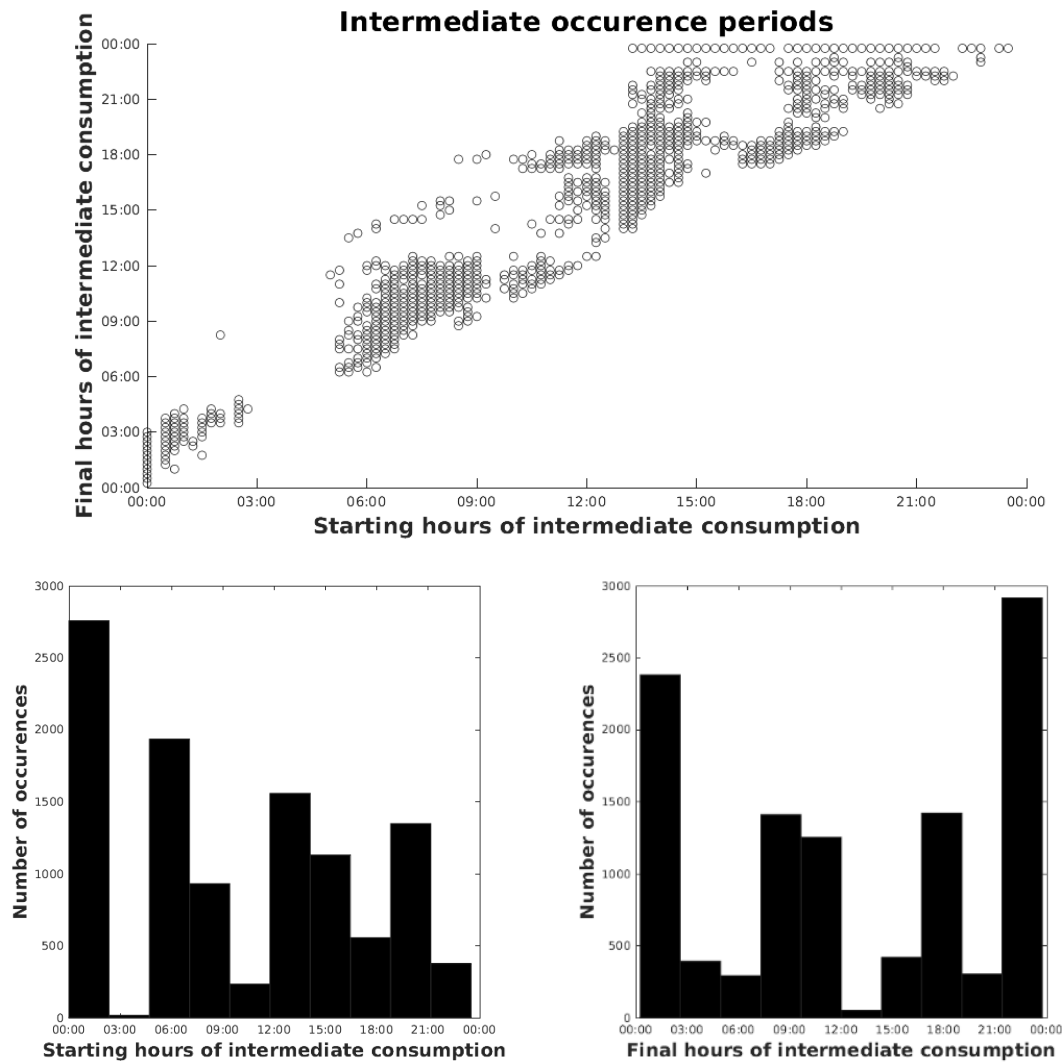 Intermediate occurence periods
Final hours of intermediate consumption
00:00
21:00
18:00
15:00
12:00
09:00
06:00
03:00
00:00
00:00 03:00 06:00 09:00 12:00 15:00 18:00 21:00 00:00
Starting hours of intermediate consumption
Number of occurences
3000
2500
2000
1500
1000
500
0
00:00 03:00 06:00 09:00 12:00 15:00 18:00 21:00 00:00
Starting hours of intermediate consumption
Number of occurences
3000
2500
2000
1500
1000
500
0
00:00 03:00 06:00 09:00 12:00 15:00 18:00 21:00 00:00
Final hours of intermediate consumption